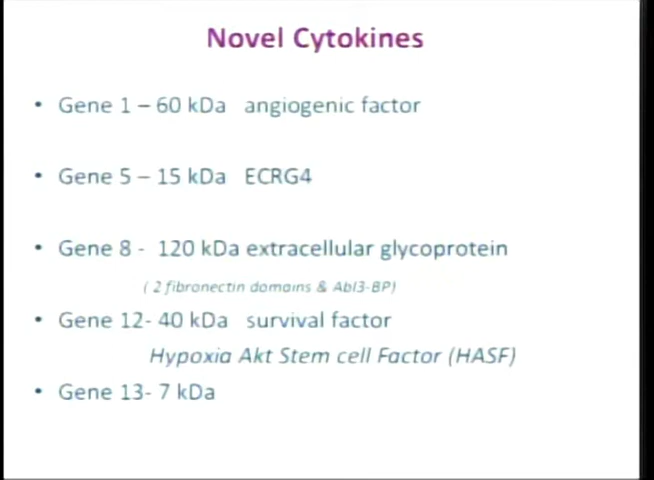 Novel Cytokines
• Gene 1 – 60 kDa angiogenic factor
• Gene 5 – 15 kDa ECRG4
• Gene 8 - 120 kDa extracellular glycoprotein
( 2 fibronectin domains & AbI3-BP)
• Gene 12- 40 kDa survival factor
Hypoxia Akt Stem cell Factor (HASF)
• Gene 13- 7 kDa